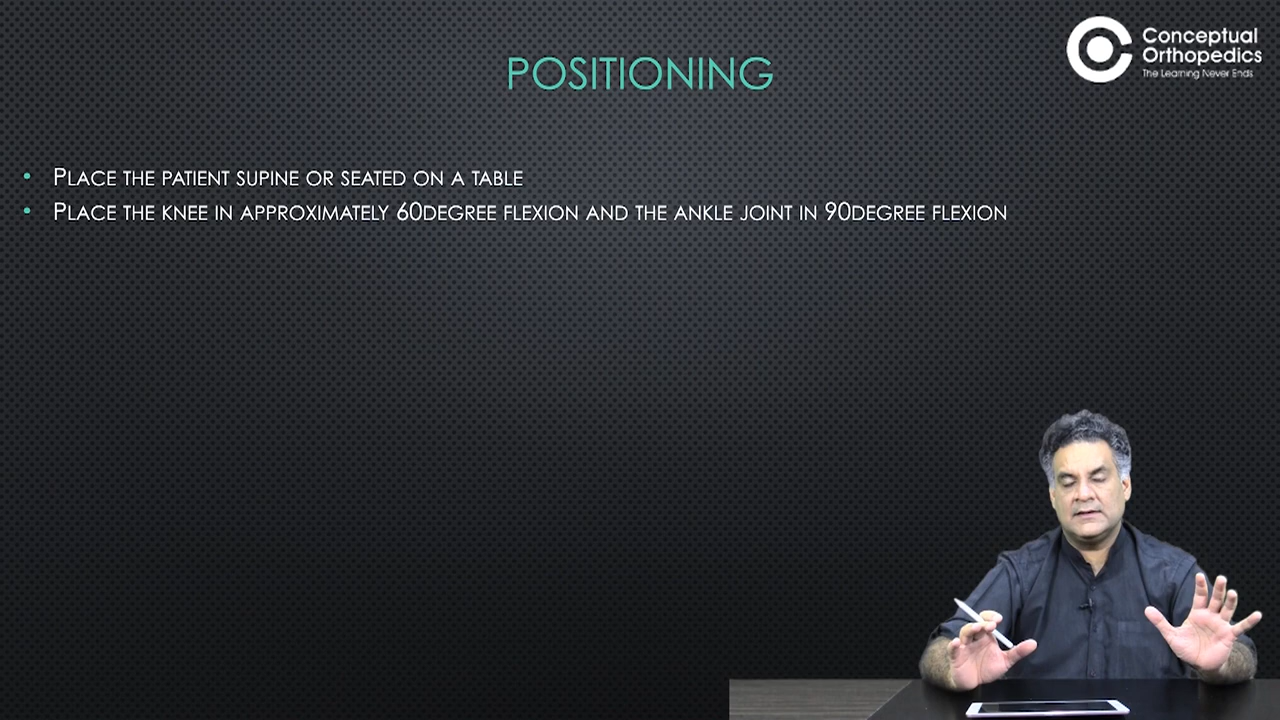 Conceptual
Orthopedics
The Learning Never Ends
POSITIONING
• PLACE THE PATIENT SUPINE OR SEATED ON A TABLE
• PLACE THE KNEE IN APPROXIMATELY 60DEGREE FLEXION AND THE ANKLE JOINT IN 90DEGREE FLEXION